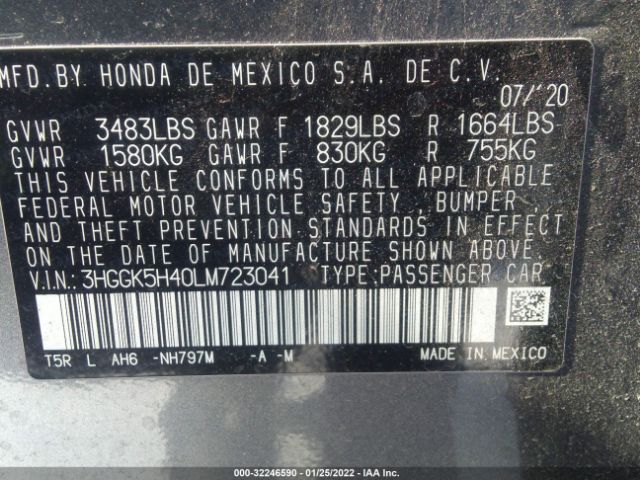 MFD.BY HONDA DE MEXICO S.A. DE C.V.
07/'20
GVWR 3483LBS GAWR F 1829LBS R 1664LBS
GVWR 1580KG GAWR F 830KG R 755KG
THIS VEHICLE CONFORMS TO ALL APPLICABLE
FEDERAL MOTOR VEHICLE SAFETY , BUMPER ,
AND THEFT PREVENTION STANDARDS IN EFFECT
ON THE DATE OF MANUFACTURE SHOWN ABOVE.
V.I.N.:3HGGK5H40LM723041 TYPE:PASSENGER CAR
T5R L AH6 -NH797M -A -M MADE IN MEXICO
000-32246590 - 01/25/2022 - IAA Inc.